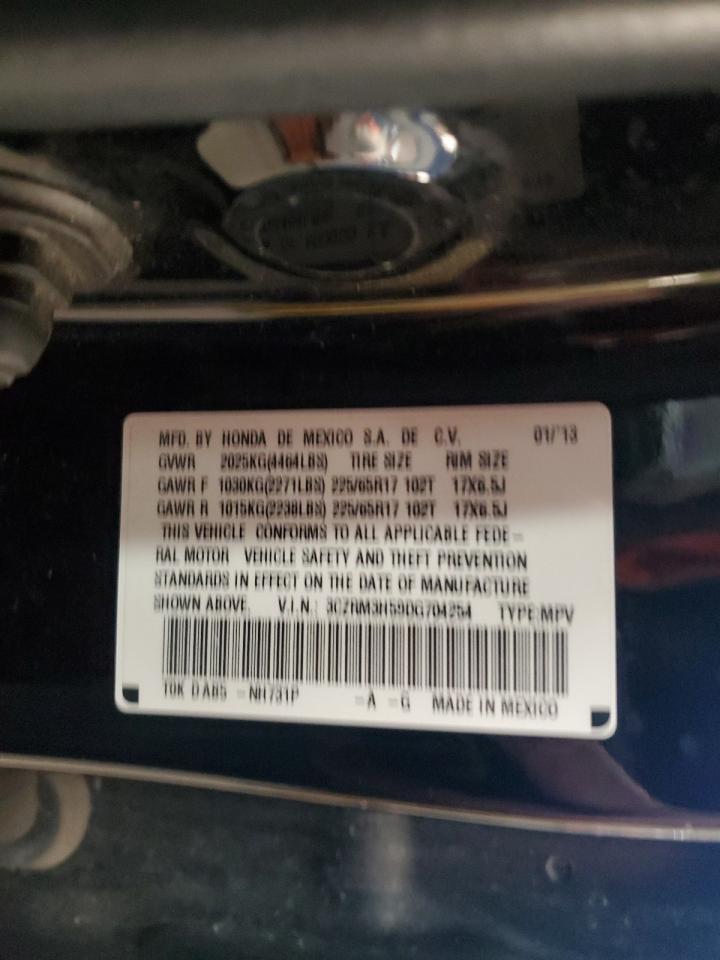 MFD. BY HONDA DE MEXICO S.A. DE C.V. 01/'13
GVWR 2025KG(4464LBS) TIRE SIZE RIM SIZE
GAWR F 1030KG(2271LBS) 225/65R17 102T 17X6.5J
GAWR R 1015KG(2238LBS) 225/65R17 102T 17X6.5J
THIS VEHICLE CONFORMS TO ALL APPLICABLE FEDE-
RAL MOTOR VEHICLE SAFETY AND THEFT PREVENTION
STANDARDS IN EFFECT ON THE DATE OF MANUFACTURE
SHOWN ABOVE. V.I.N.: 3CZRM3H59DG704254 TYPE:MPV
NH731P -A -G MADE IN MEXICO